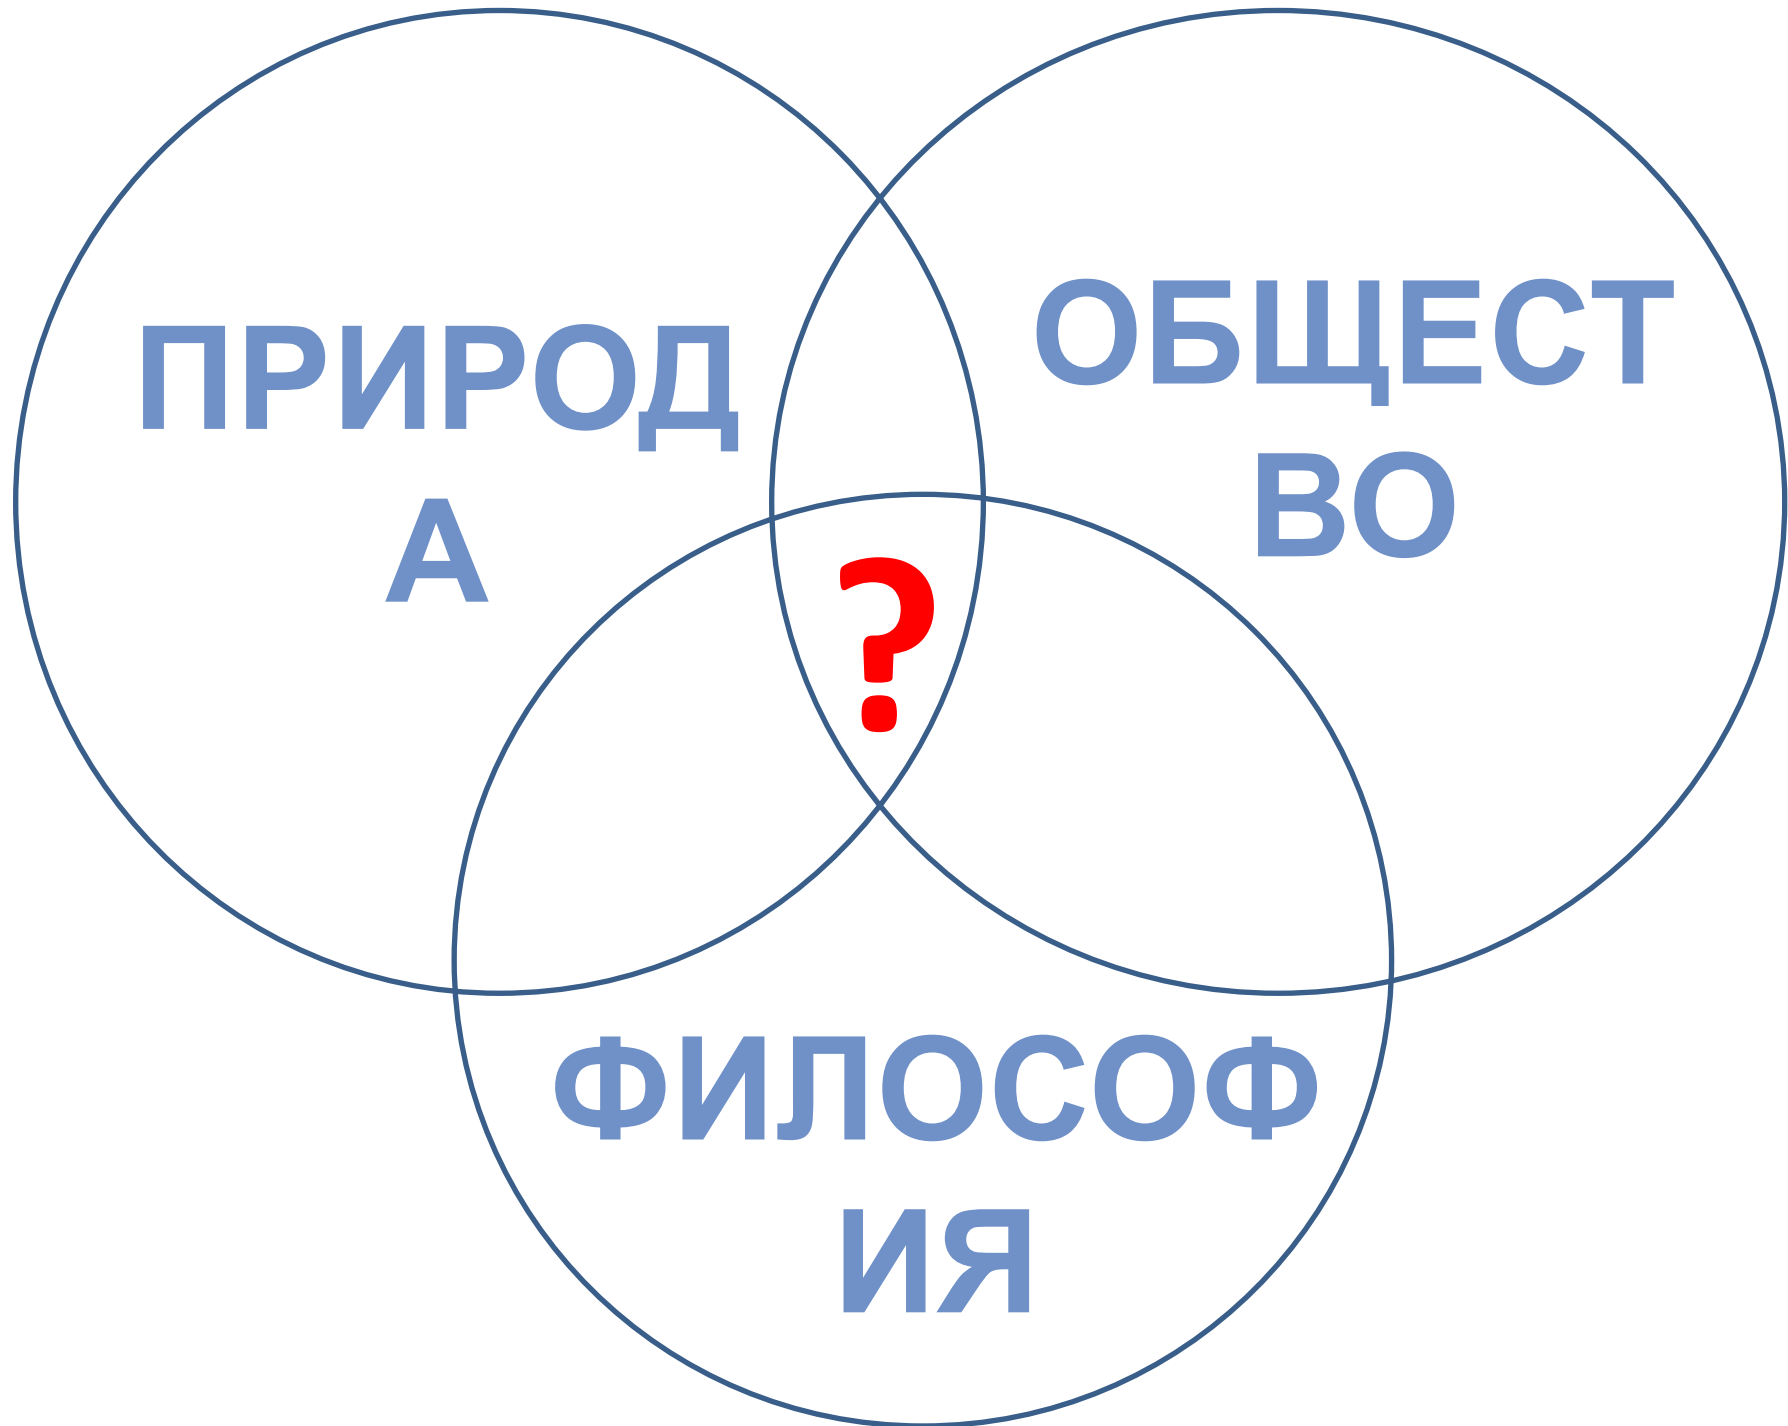 ПРИРОД
А
ОБЩЕСТ
ВО
?
ФИЛОСОФ
ИЯ